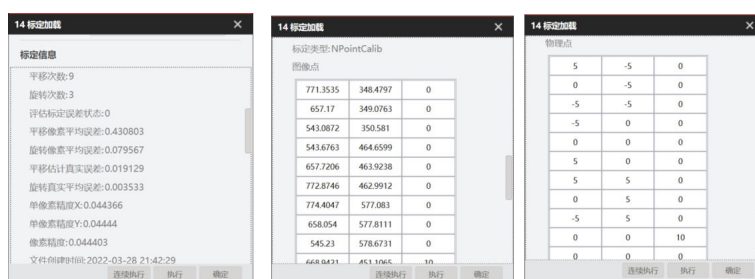 14 标定加载
标定信息
平移次数:9
旋转次数:3
评估标定误差状态:0
平移像素平均误差:0.430803
旋转像素平均误差:0.079567
平移估计真实误差:0.019129
旋转真实平均误差:0.003533
单像素精度X:0.044366
单像素精度Y:0.04444
像素精度:0.044403
文件创建时间:2022-03-28 21:42:29
连续执行 执行 确定
14 标定加载
标定类型:NPointCalib
图像点
771.3535 348.4797 0
657.17 349.0763 0
543.0872 350.581 0
543.6763 464.6599 0
657.7206 463.9238 0
772.8746 462.9912 0
774.4047 577.083 0
658.054 577.8111 0
545.23 578.6731 0
668.9421 451.1065 10
连续执行 执行 确定
14 标定加载
物理点
5 -5 0
0 -5 0
-5 -5 0
-5 0 0
0 0 0
5 0 0
5 5 0
0 5 0
-5 5 0
0 0 10
0 0 0
连续执行 执行 确定